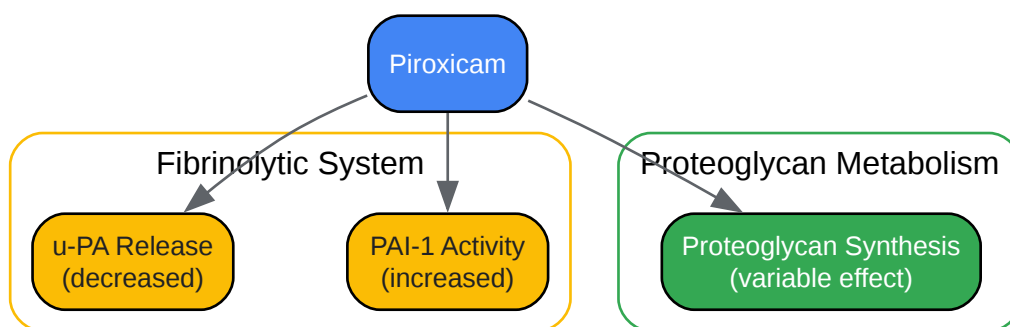 Piroxicam
Fibrinolytic System
Proteoglycan Metabolism
u-PA Release
(decreased)
PAI-1 Activity
(increased)
Proteoglycan Synthesis
(variable effect)